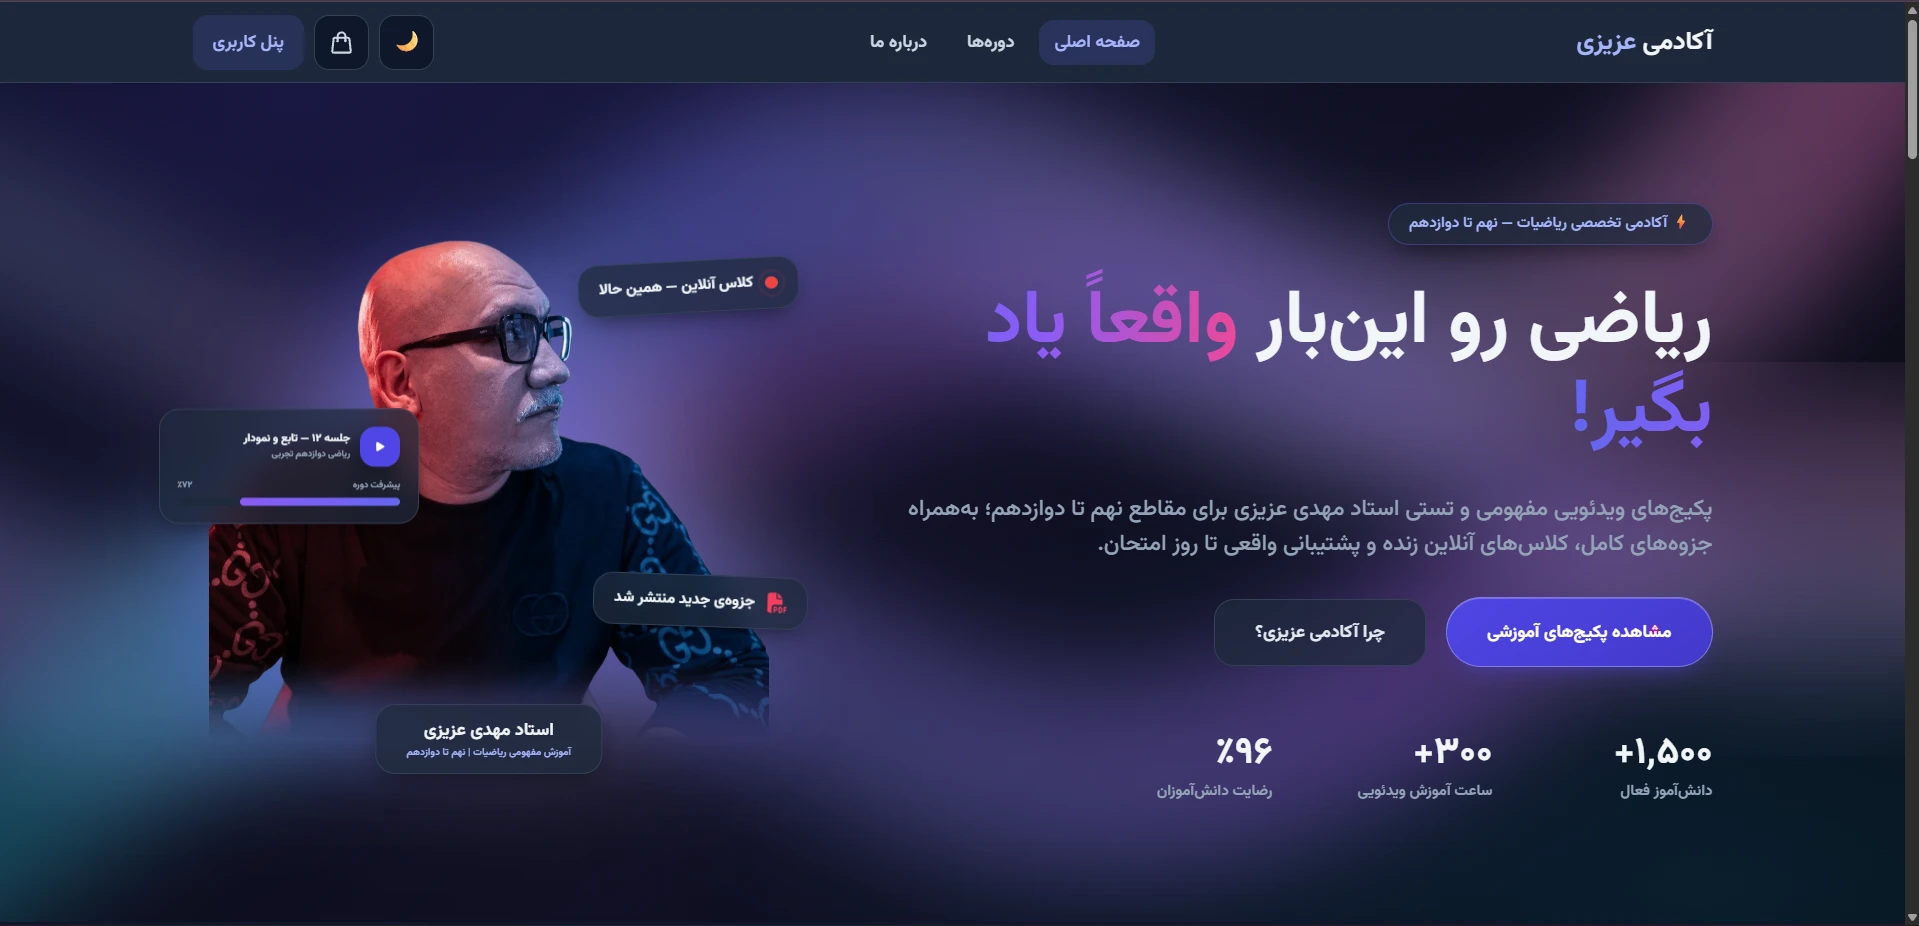 آکادمی عزیزی
صفحه اصلی
دوره‌ها
درباره ما
پنل کاربری
آکادمی تخصصی ریاضیات – نهم تا دوازدهم
ریاضی رو این‌بار واقعاً یاد
بگیر!
پکیج‌های ویدئویی مفهومی و تستی استاد مهدی عزیزی برای مقاطع نهم تا دوازدهم؛ به‌همراه
جزوه‌های کامل، کلاس‌های آنلاین زنده و پشتیبانی واقعی تا روز امتحان.
مشاهده پکیج‌های آموزشی
چرا آکادمی عزیزی؟
+۱,۵۰۰
دانش‌آموز فعال
+۳۰۰
ساعت آموزش ویدئویی
٪۹۶
رضایت دانش‌آموزان
کلاس آنلاین – همین حالا
جلسه ۱۲ – تابع و نمودار
ریاضی دوازدهم تجربی
پیشرفت دوره
٪۷۲
PDF
جزوه‌ی جدید منتشر شد
استاد مهدی عزیزی
آموزش مفهومی ریاضیات | نهم تا دوازدهم